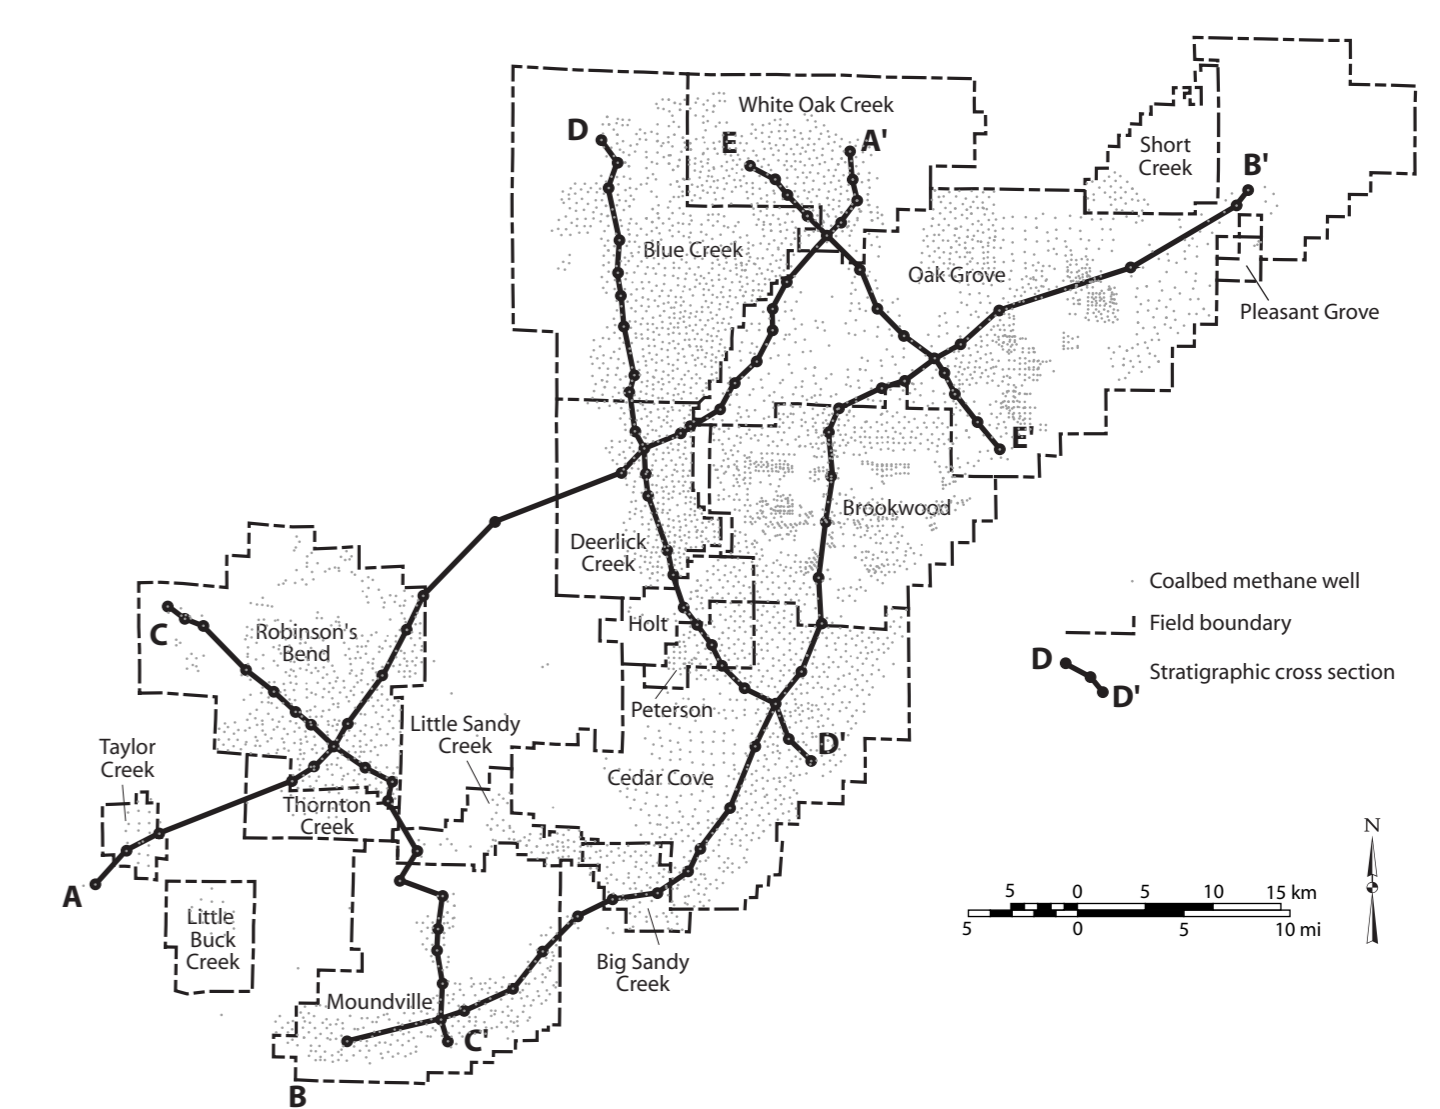 White Oak Creek
D
E
A'
Short
Creek
B'
Blue Creek
Oak Grove
Pleasant Grove
E'
Brookwood
Deerlick
Creek
Coalbed methane well
Holt
Field boundary
C
Robinson's
Bend
D
D'
Stratigraphic cross section
Peterson
Little Sandy
Creek
Taylor
Creek
D'
Cedar Cove
Thornton
Creek
N
A
5 0 5 10 15 km
5 0 5 10 mi
Little
Buck
Creek
Big Sandy
Creek
Moundville
C'
B